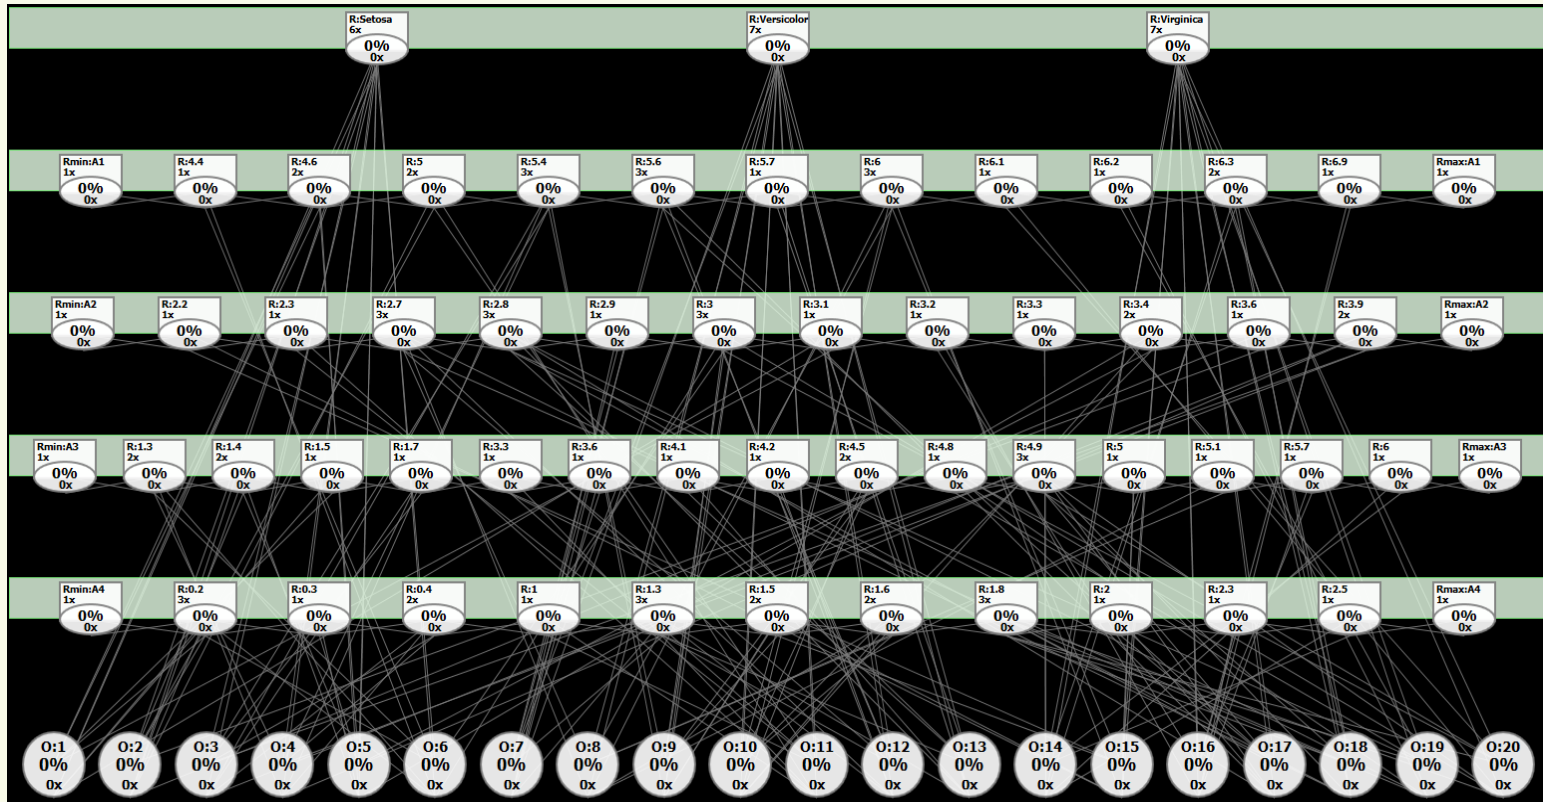 R:Setosa R:Versicolor R:Virginica
6x 7x 7x
0% 0% 0%
0x 0x 0x
Rmin:A1 R:4.4 R:4.6 R:5 R:5.4 R:5.6 R:5.7 R:6 R:6.1 R:6.2 R:6.3 R:6.9 Rmax:A1
1x 1x 2x 2x 3x 3x 1x 3x 1x 1x 2x 1x 1x
0% 0% 0% 0% 0% 0% 0% 0% 0% 0% 0% 0% 0%
0x 0x 0x 0x 0x 0x 0x 0x 0x 0x 0x 0x 0x
Rmin:A2 R:2.2 R:2.3 R:2.7 R:2.8 R:2.9 R:3 R:3.1 R:3.2 R:3.3 R:3.4 R:3.6 R:3.9 Rmax:A2
1x 1x 1x 3x 3x 1x 3x 1x 1x 1x 2x 1x 2x 1x
0% 0% 0% 0% 0% 0% 0% 0% 0% 0% 0% 0% 0% 0%
0x 0x 0x 0x 0x 0x 0x 0x 0x 0x 0x 0x 0x 0x
Rmin:A3 R:1.3 R:1.4 R:1.5 R:1.7 R:3.3 R:3.6 R:4.1 R:4.2 R:4.5 R:4.8 R:4.9 R:5 R:5.1 R:5.7 R:6 Rmax:A3
1x 2x 2x 1x 1x 1x 1x 1x 1x 2x 1x 3x 1x 1x 1x 1x 1x
0% 0% 0% 0% 0% 0% 0% 0% 0% 0% 0% 0% 0% 0% 0% 0% 0%
0x 0x 0x 0x 0x 0x 0x 0x 0x 0x 0x 0x 0x 0x 0x 0x 0x
Rmin:A4 R:0.2 R:0.3 R:0.4 R:1 R:1.3 R:1.5 R:1.6 R:1.8 R:2 R:2.3 R:2.5 Rmax:A4
1x 3x 1x 2x 1x 3x 2x 2x 3x 1x 1x 1x 1x
0% 0% 0% 0% 0% 0% 0% 0% 0% 0% 0% 0% 0%
0x 0x 0x 0x 0x 0x 0x 0x 0x 0x 0x 0x 0x
O:1 O:2 O:3 O:4 O:5 O:6 O:7 O:8 O:9 O:10 O:11 O:12 O:13 O:14 O:15 O:16 O:17 O:18 O:19 O:20
0% 0% 0% 0% 0% 0% 0% 0% 0% 0% 0% 0% 0% 0% 0% 0% 0% 0% 0% 0%
0x 0x 0x 0x 0x 0x 0x 0x 0x 0x 0x 0x 0x 0x 0x 0x 0x 0x 0x 0x